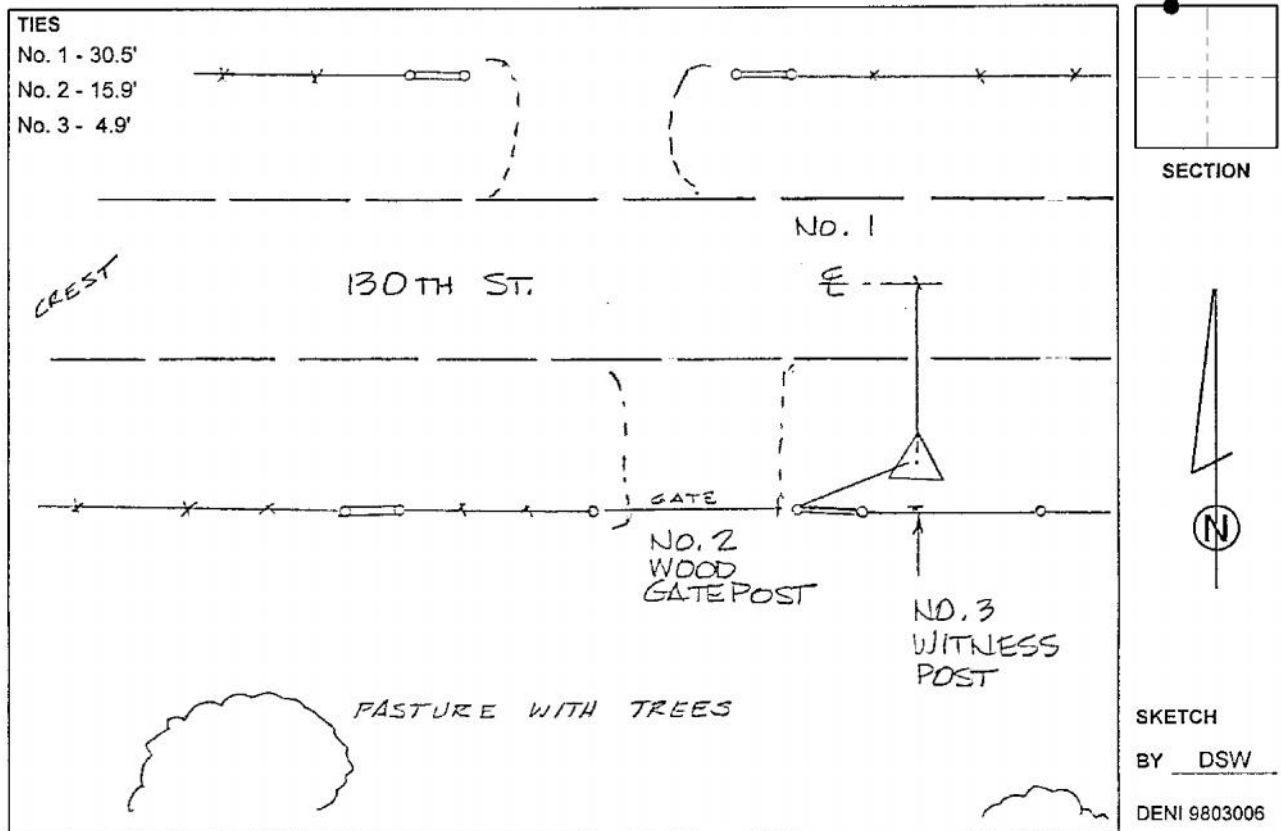 TIES
No. 1 - 30.5'
No. 2 - 15.9'
No. 3 - 4.9'
SECTION
No. 1
CREST
130TH ST.
℄
GATE
No. 2
WOOD
GATEPOST
NO. 3
WITNESS
POST
N
PASTURE WITH TREES
SKETCH
BY DSW
DENI 9803006